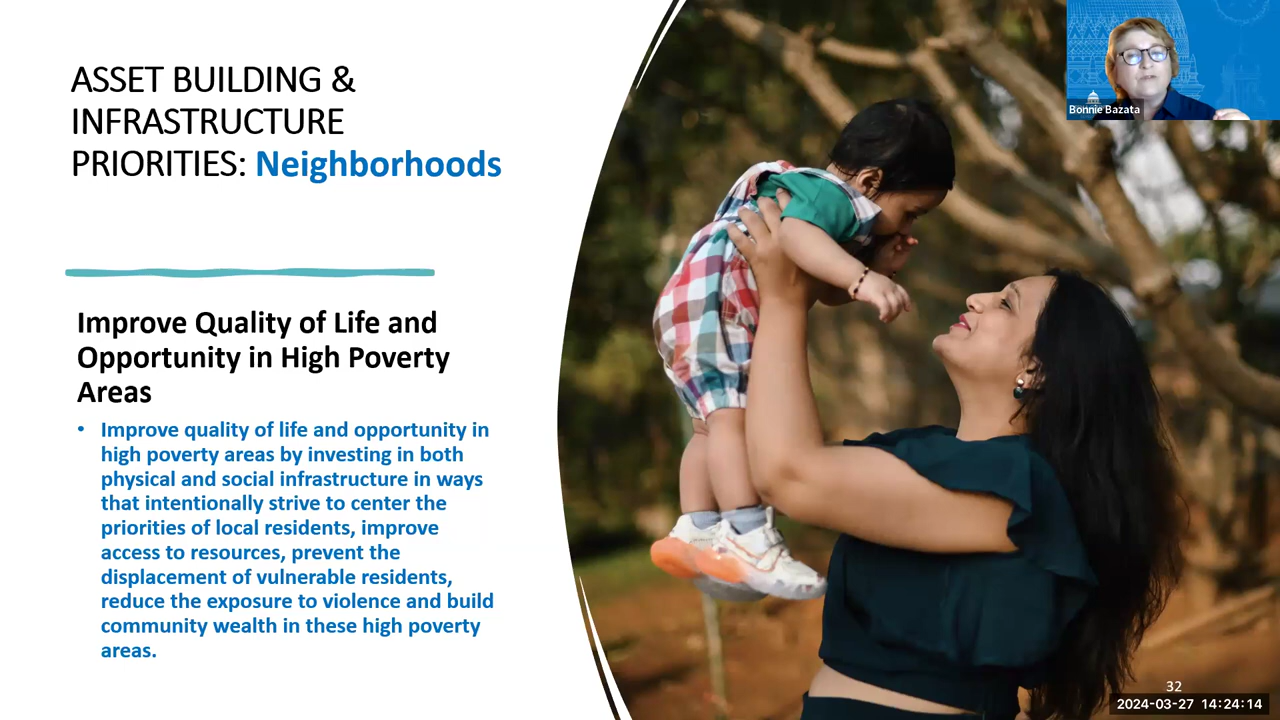 ASSET BUILDING &
INFRASTRUCTURE
PRIORITIES: Neighborhoods
Improve Quality of Life and
Opportunity in High Poverty
Areas
• Improve quality of life and opportunity in
high poverty areas by investing in both
physical and social infrastructure in ways
that intentionally strive to center the
priorities of local residents, improve
access to resources, prevent the
displacement of vulnerable residents,
reduce the exposure to violence and build
community wealth in these high poverty
areas.
Bonnie Bazata
32
2024-03-27 14:24:14